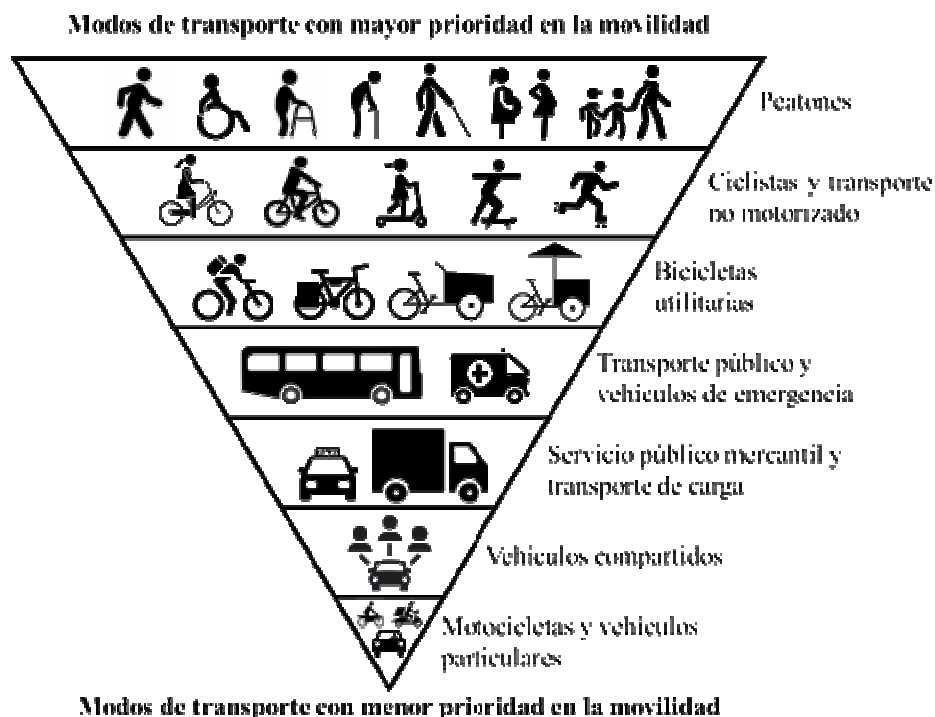 Modos de transporte con mayor prioridad en la movilidad
Peatones
Ciclistas y transporte
no motorizado
Bicicletas
utilitarias
Transporte público y
vehículos de emergencia
Servicio público mercantil y
transporte de carga
Vehículos compartidos
Motocicletas y vehículos
particulares
Modos de transporte con menor prioridad en la movilidad